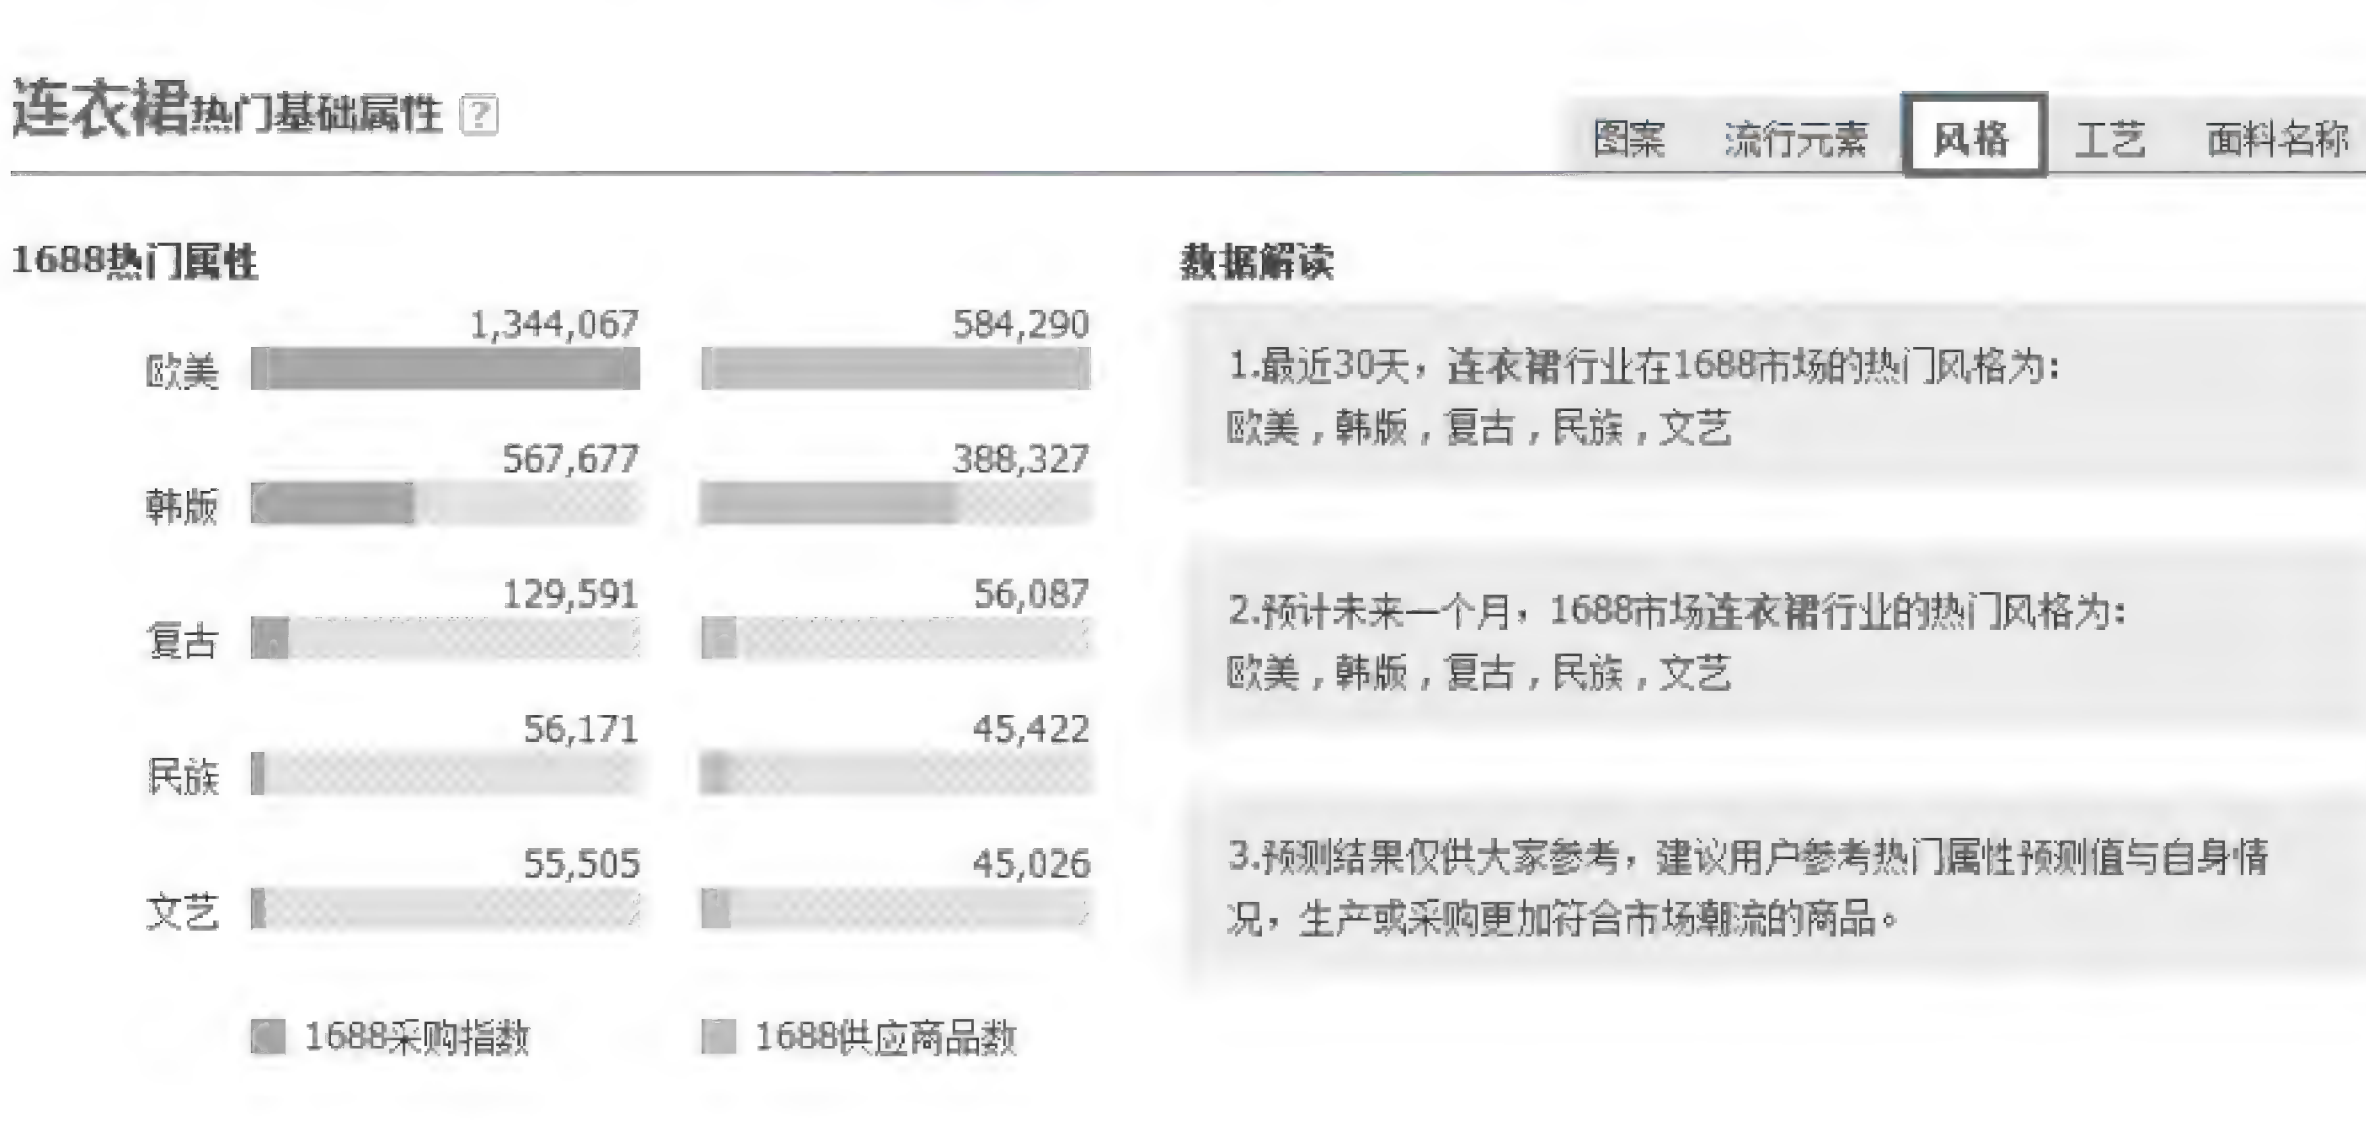 连衣裙热门基础属性 ?
图案 流行元素 风格 工艺 面料名称
1688热门属性
1,344,067 584,290
欧美
567,677 388,327
韩版
129,591 56,087
复古
56,171 45,422
民族
55,505 45,026
文艺
1688采购指数 1688供应商品数
数据解读
1.最近30天，连衣裙行业在1688市场的热门风格为：
欧美,韩版,复古,民族,文艺
2.预计未来一个月，1688市场连衣裙行业的热门风格为：
欧美,韩版,复古,民族,文艺
3.预测结果仅供大家参考，建议用户参考热门属性预测值与自身情
况，生产或采购更加符合市场潮流的商品。